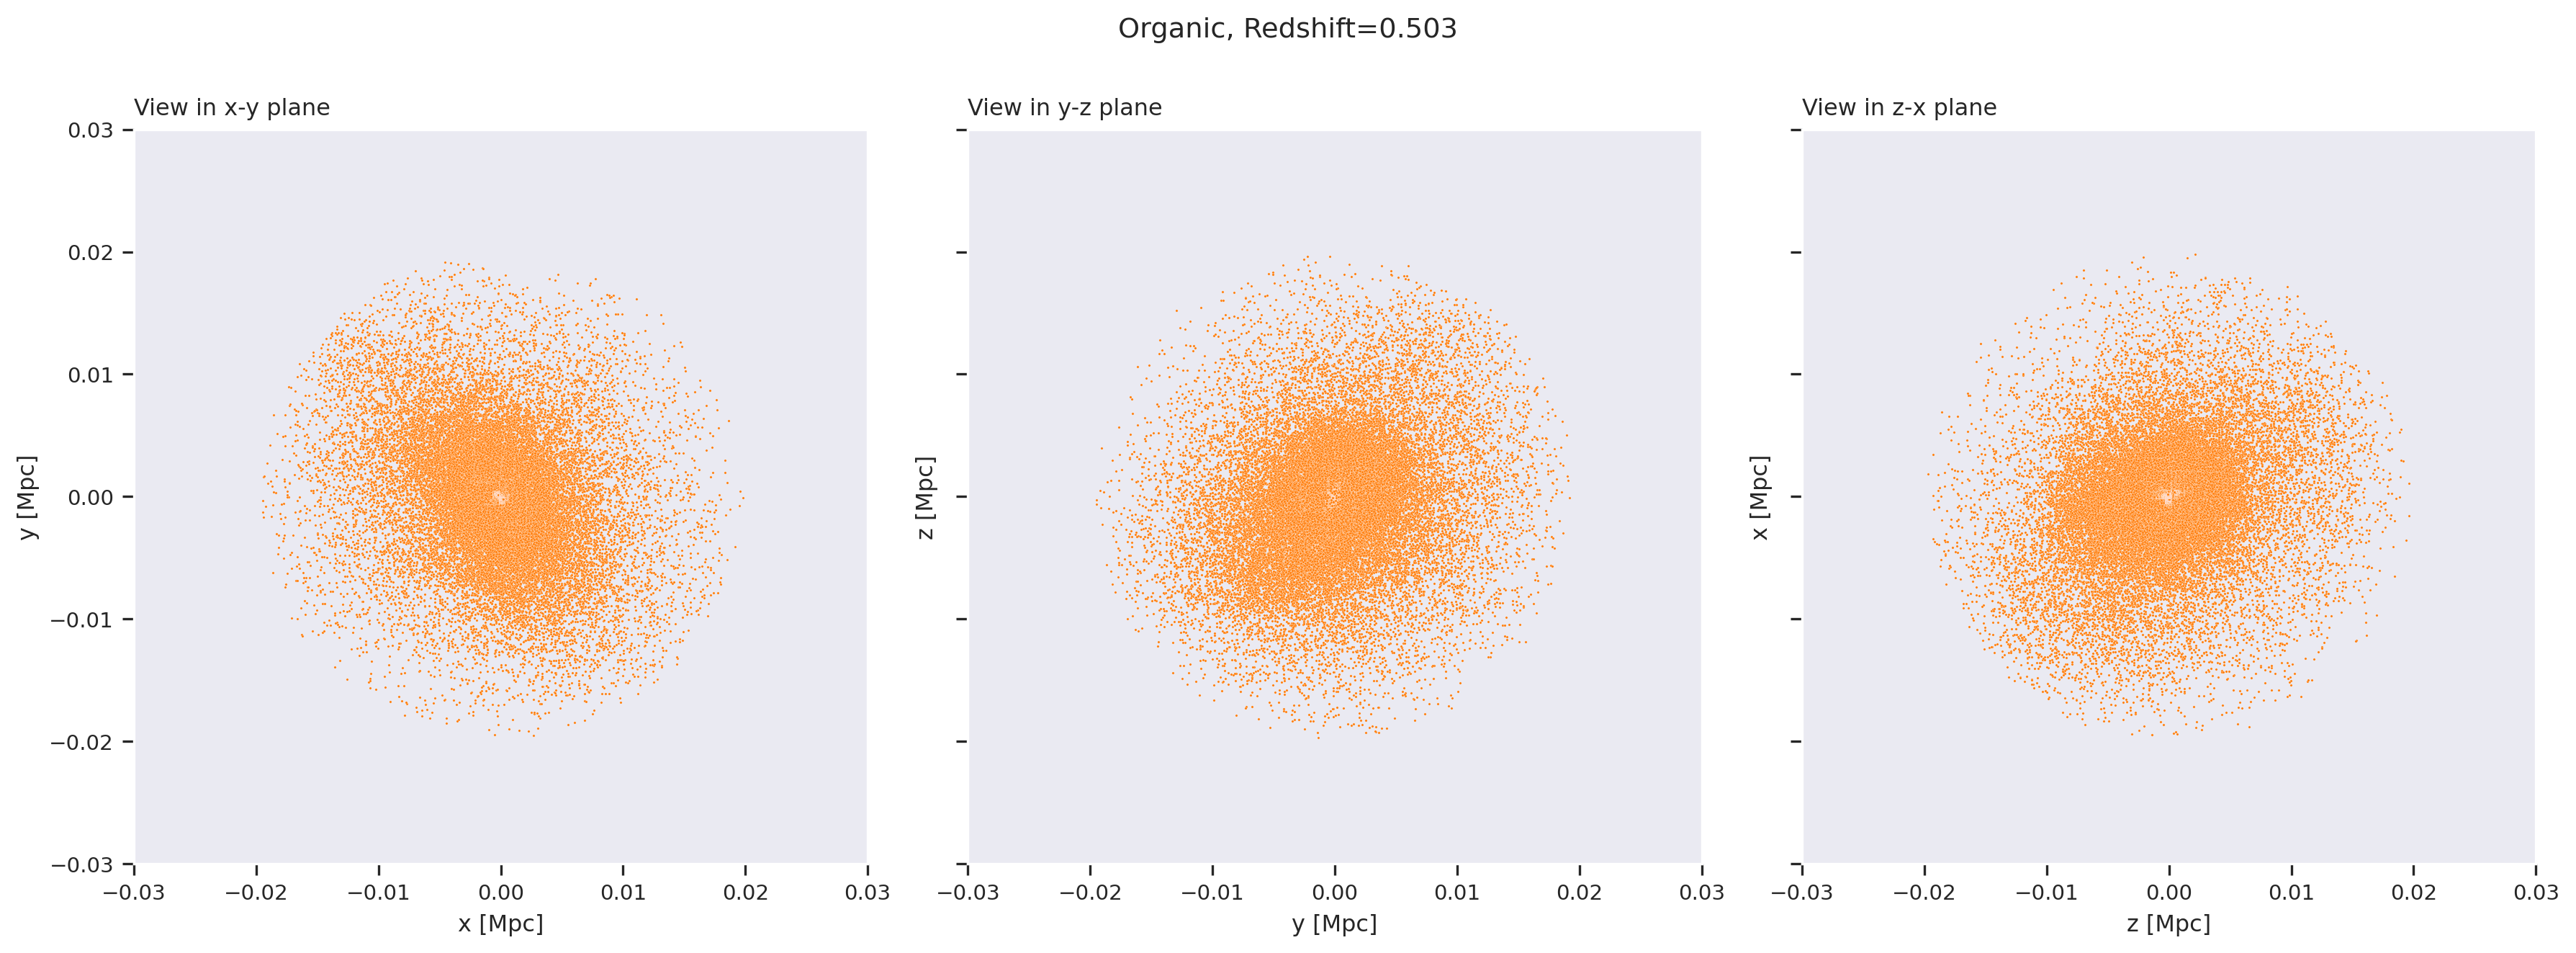 Organic, Redshift=0.503
View in x-y plane
View in y-z plane
View in z-x plane
0.03
0.02
0.01
0.00
−0.01
−0.02
−0.03
y [Mpc]
z [Mpc]
x [Mpc]
−0.03 −0.02 −0.01 0.00 0.01 0.02 0.03
−0.03 −0.02 −0.01 0.00 0.01 0.02 0.03
−0.03 −0.02 −0.01 0.00 0.01 0.02 0.03
x [Mpc]
y [Mpc]
z [Mpc]